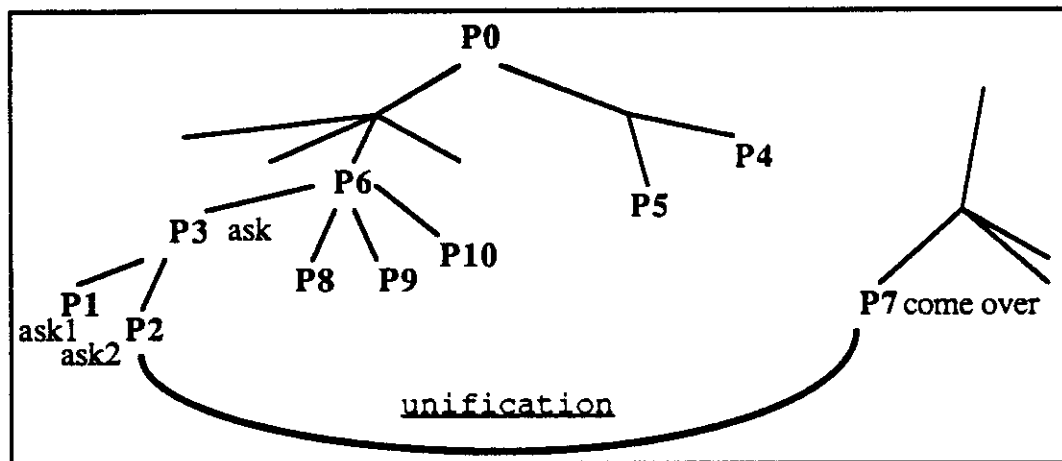 P0
P4
P6
P5
P3 ask
P10
P8 P9
P1
P7 come over
ask1 P2
ask2
unification